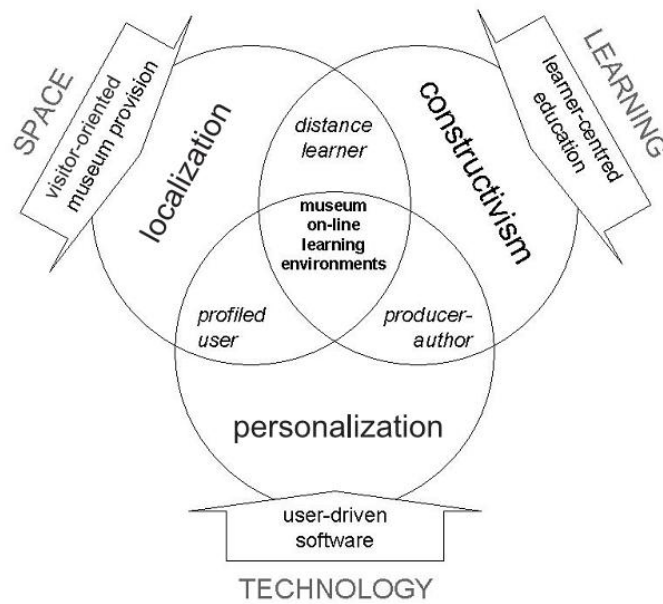 SPACE
visitor-oriented
museum provision
localization
distance
learner
constructivism
learner-centred
education
LEARNING
museum
on-line
learning
environments
profiled
user
producer-
author
personalization
user-driven
software
TECHNOLOGY